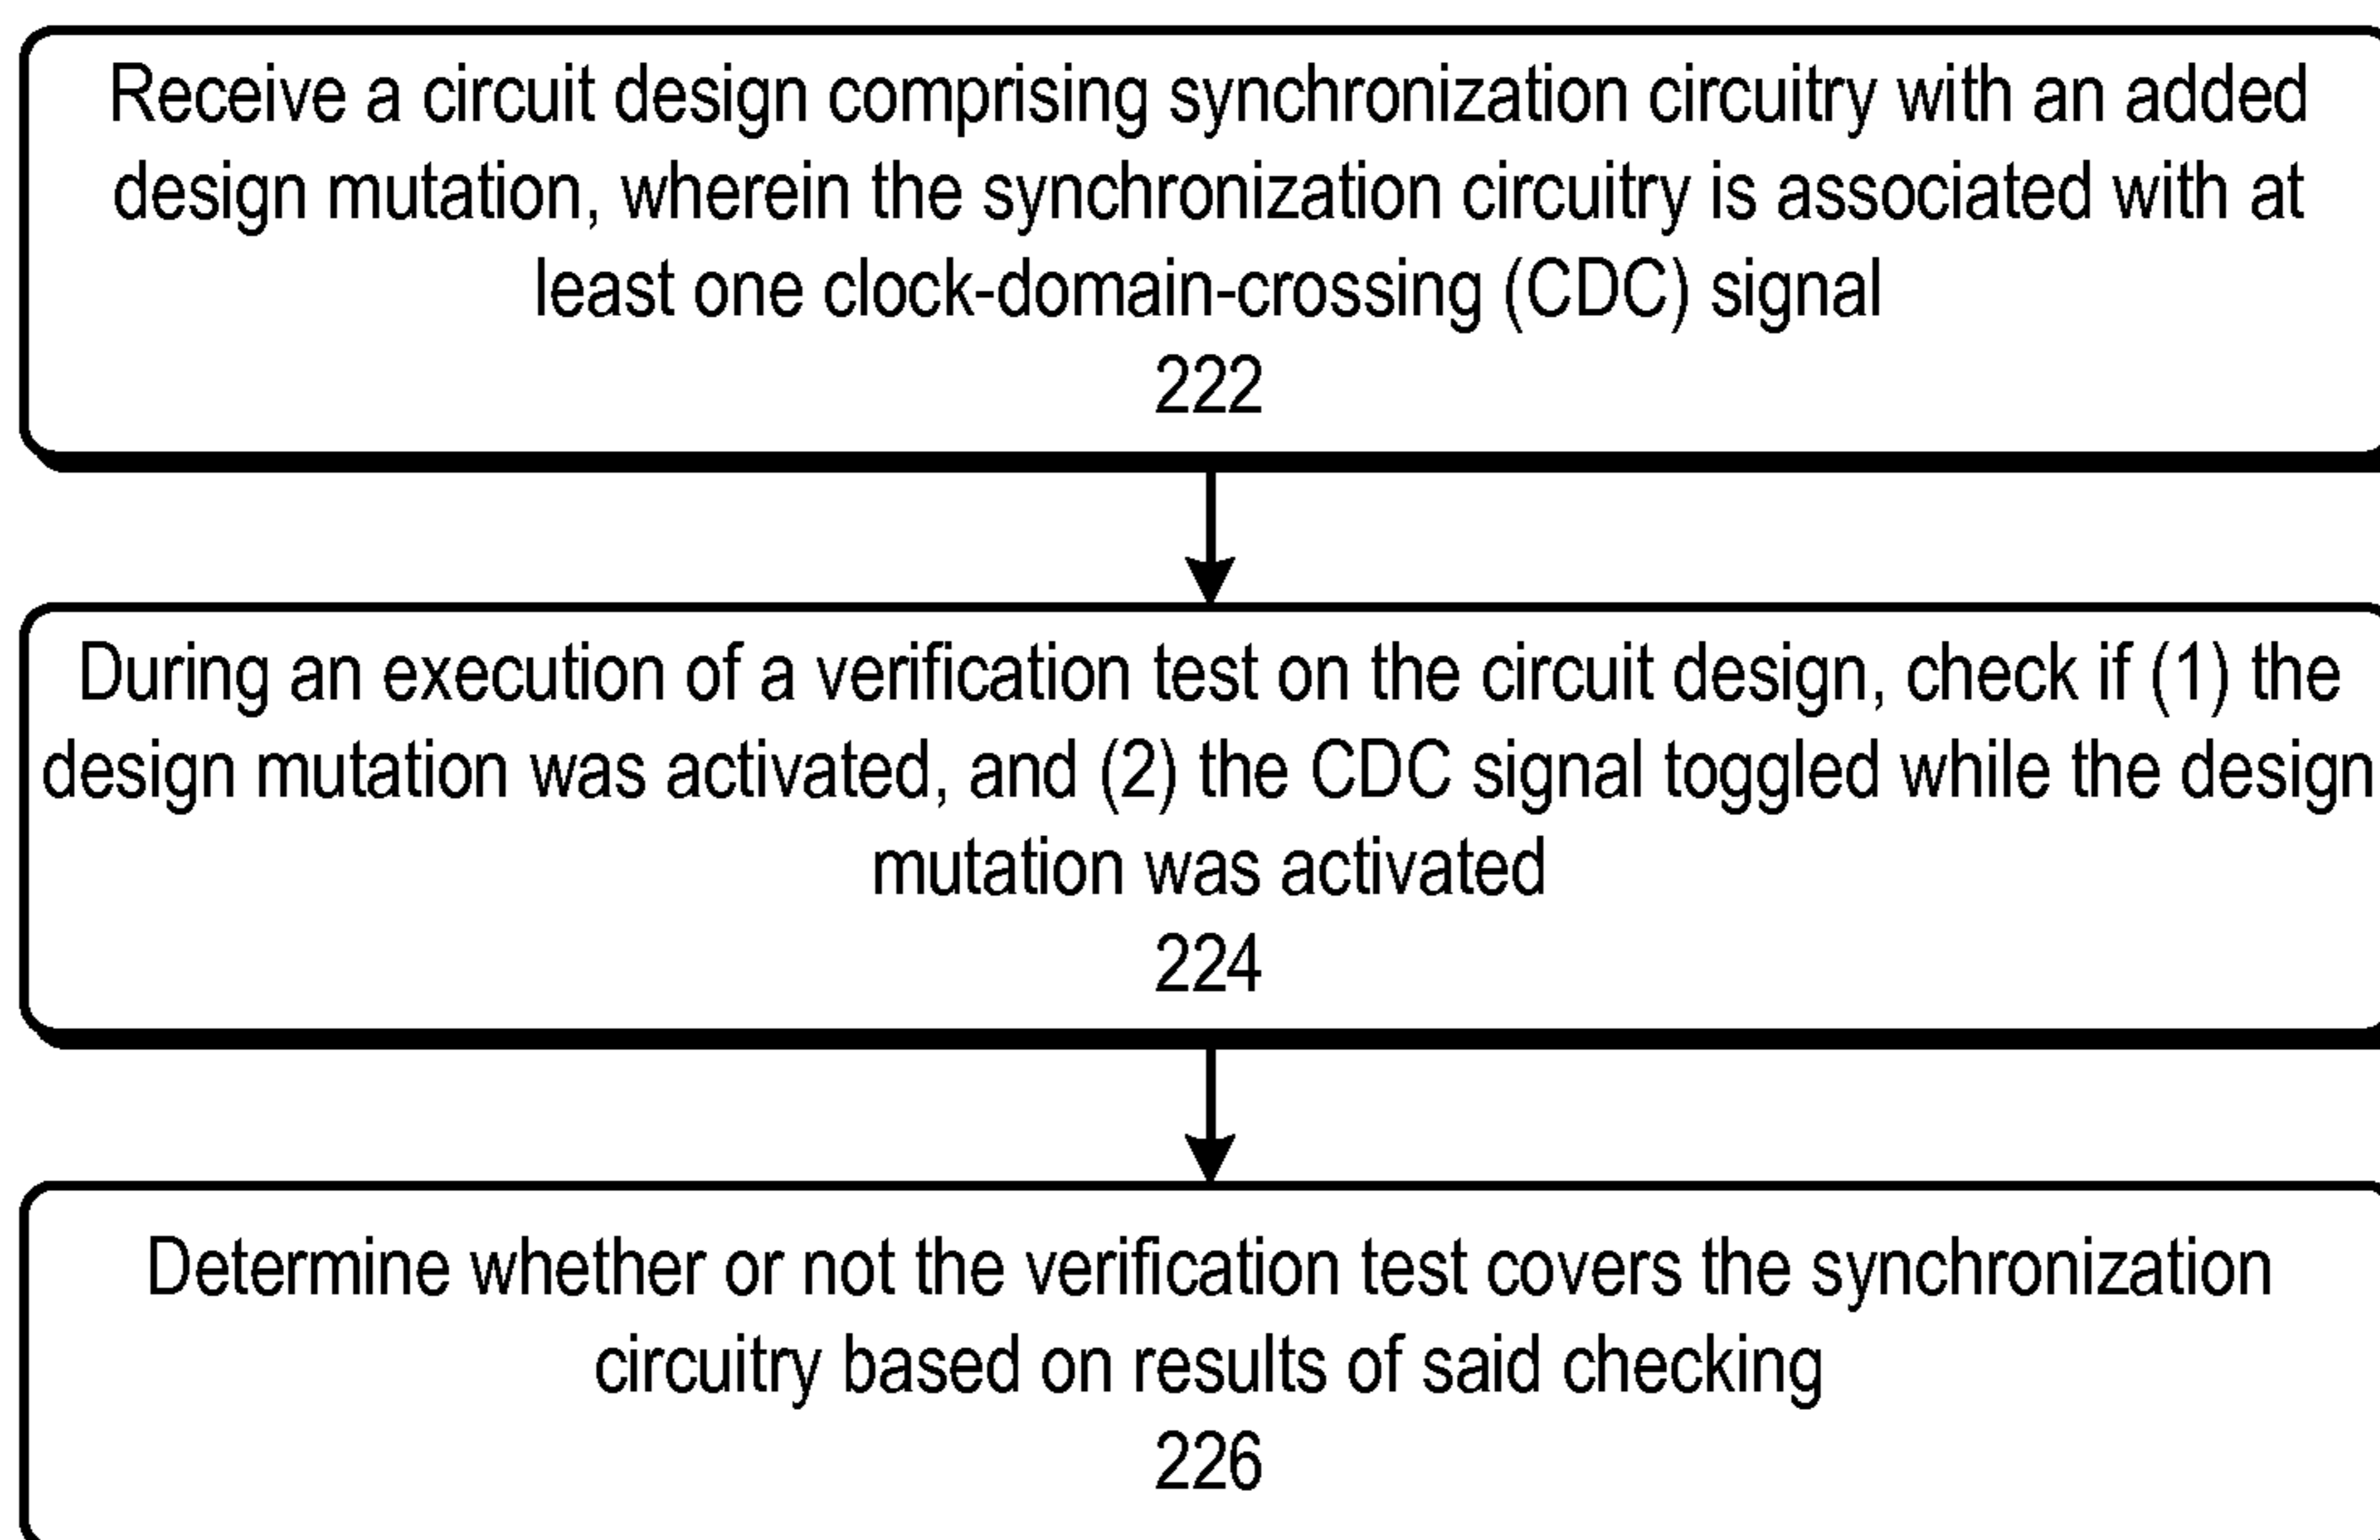 Receive a circuit design comprising synchronization circuitry with an added
design mutation, wherein the synchronization circuitry is associated with at
least one clock-domain-crossing (CDC) signal
222
During an execution of a verification test on the circuit design, check if (1) the
design mutation was activated, and (2) the CDC signal toggled while the design
mutation was activated
224
Determine whether or not the verification test covers the synchronization
circuitry based on results of said checking
226